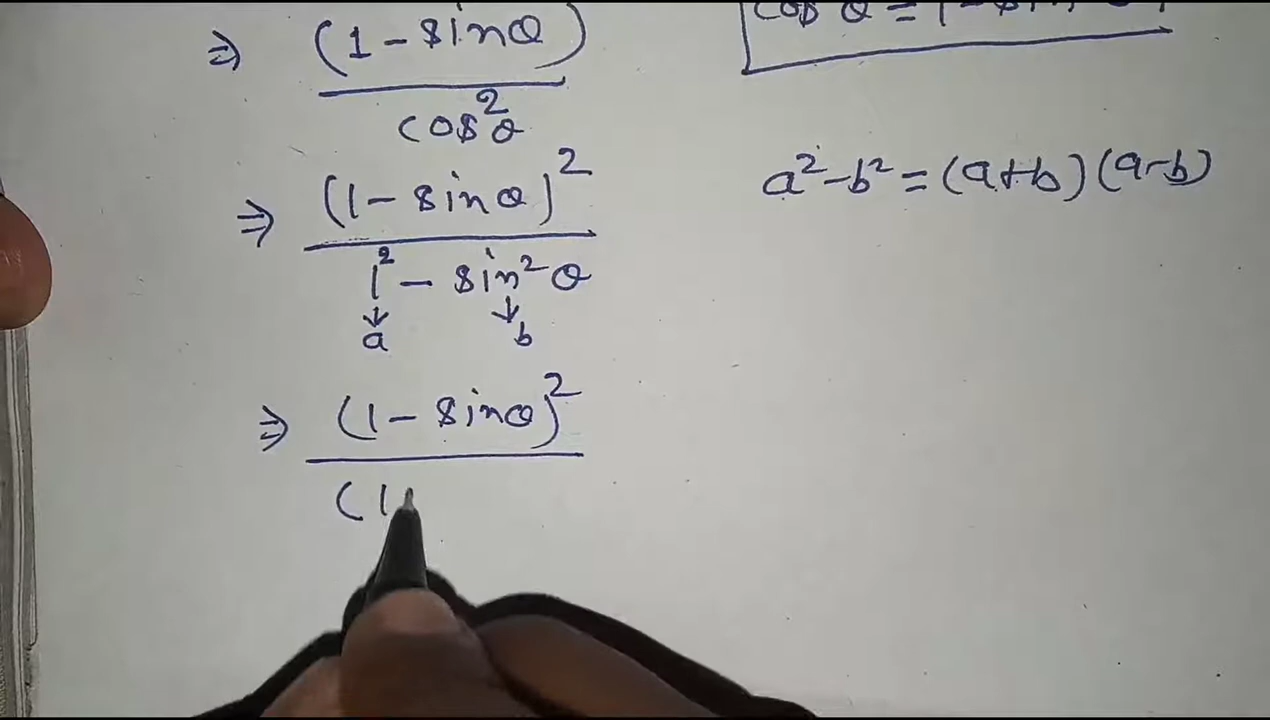 ⇒ (1 - sinθ)
cos²θ
a² - b² = (a+b)(a-b)
⇒ (1 - sinθ)²
1² - sin²θ
↓ ↓
a b
⇒ (1 - sinθ)²
(1